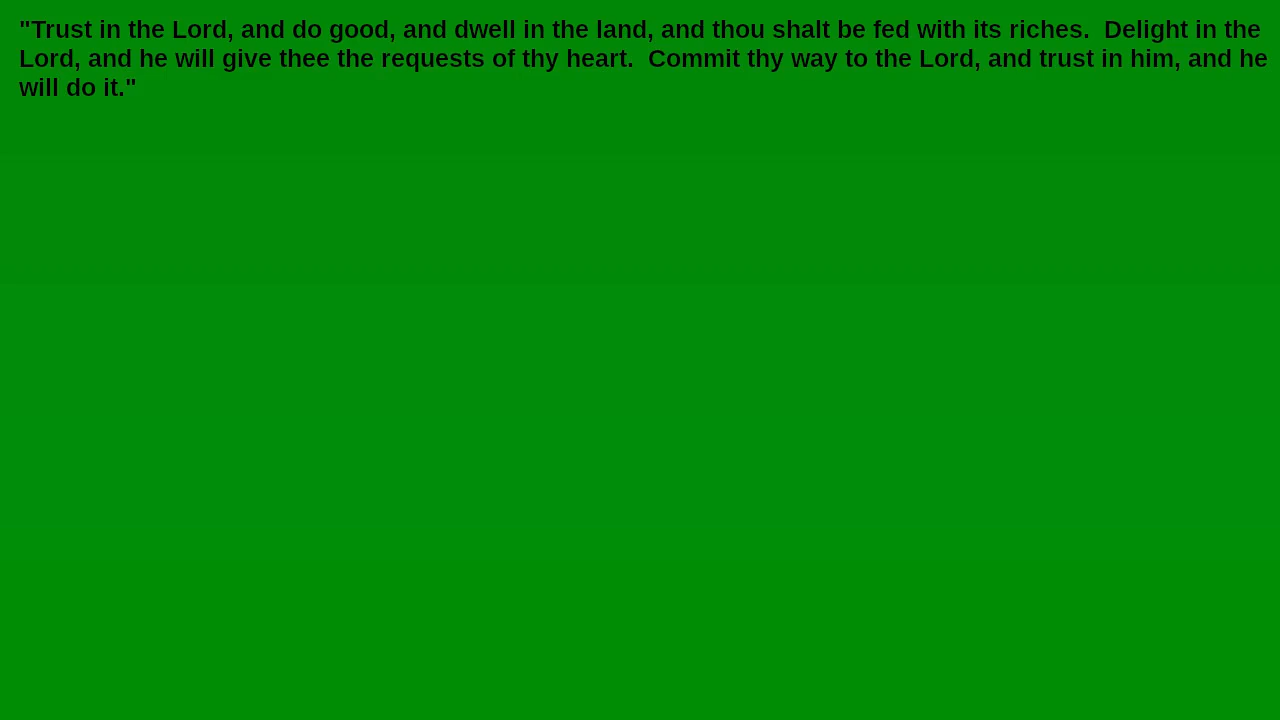 "Trust in the Lord, and do good, and dwell in the land, and thou shalt be fed with its riches.  Delight in the
Lord, and he will give thee the requests of thy heart.  Commit thy way to the Lord, and trust in him, and he
will do it."